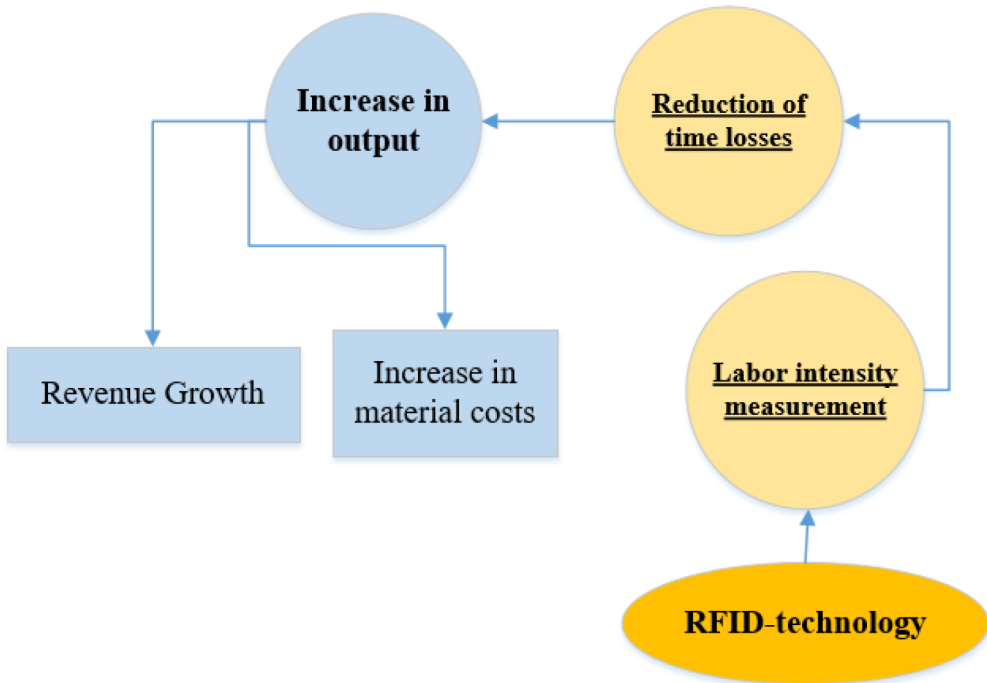 Increase in
output
Reduction of
time losses
Revenue Growth
Increase in
material costs
Labor intensity
measurement
RFID-technology